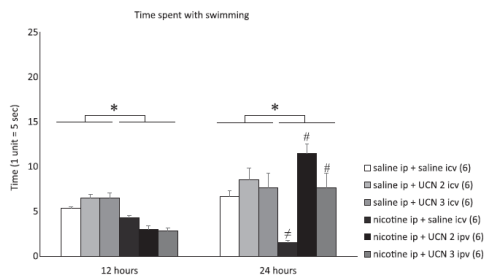 Time spent with swimming
Time (1 unit = 5 sec)
25
20
15
10
5
0
*
*
#
#
≠
12 hours
24 hours
saline ip + saline icv (6)
saline ip + UCN 2 icv (6)
saline ip + UCN 3 icv (6)
nicotine ip + saline icv (6)
nicotine ip + UCN 2 ipv (6)
nicotine ip + UCN 3 ipv (6)